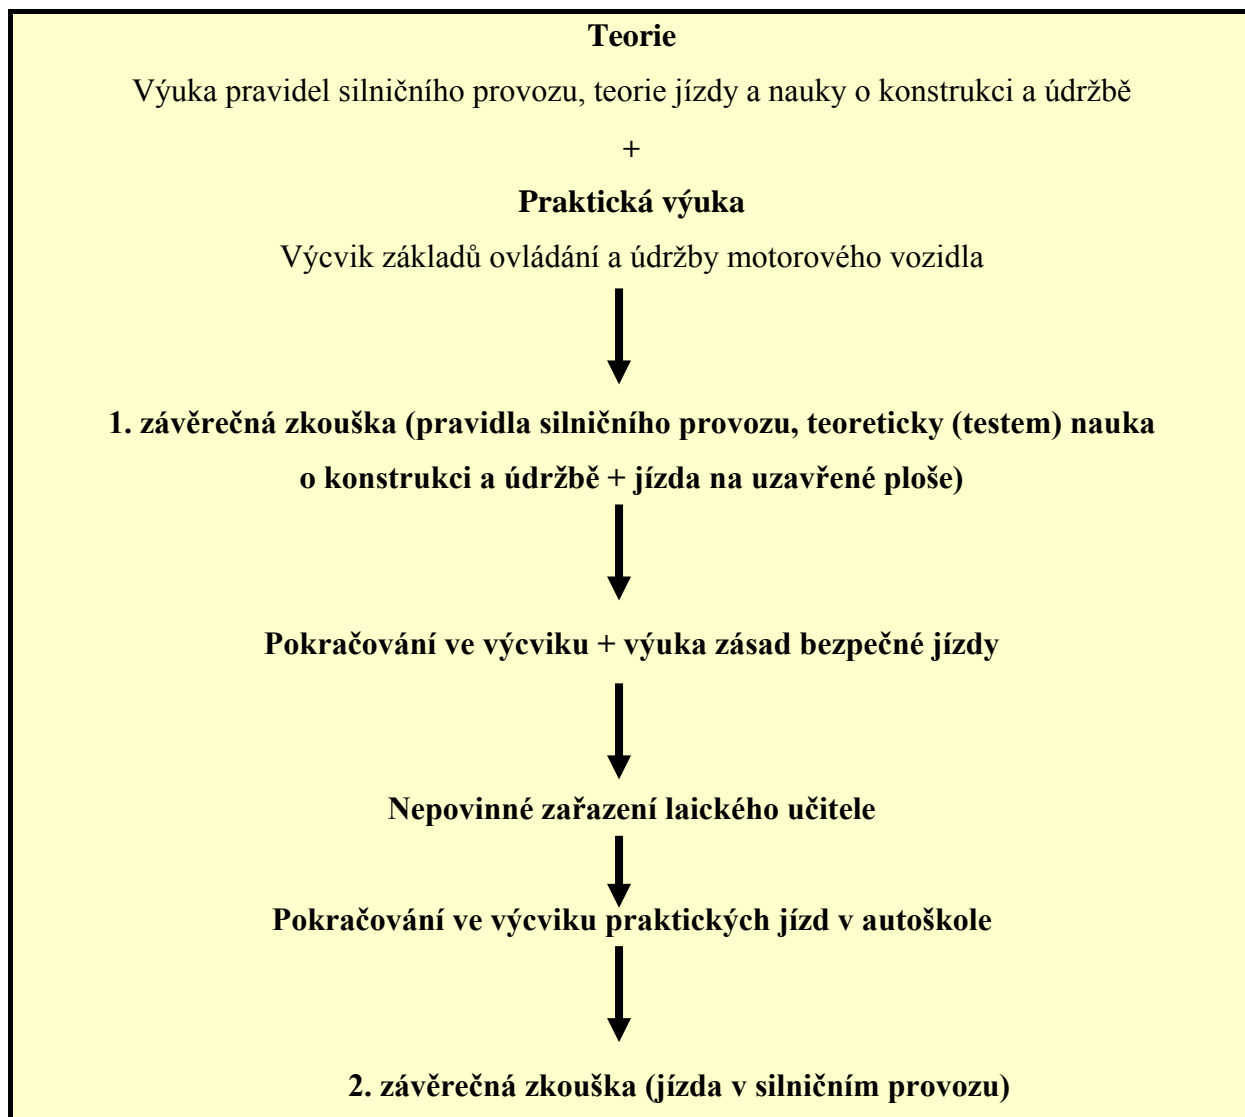 Teorie
Výuka pravidel silničního provozu, teorie jízdy a nauky o konstrukci a údržbě
+
Praktická výuka
Výcvik základů ovládání a údržby motorového vozidla
1. závěrečná zkouška (pravidla silničního provozu, teoreticky (testem) nauka
o konstrukci a údržbě + jízda na uzavřené ploše)
Pokračování ve výcviku + výuka zásad bezpečné jízdy
Nepovinné zařazení laického učitele
Pokračování ve výcviku praktických jízd v autoškole
2. závěrečná zkouška (jízda v silničním provozu)